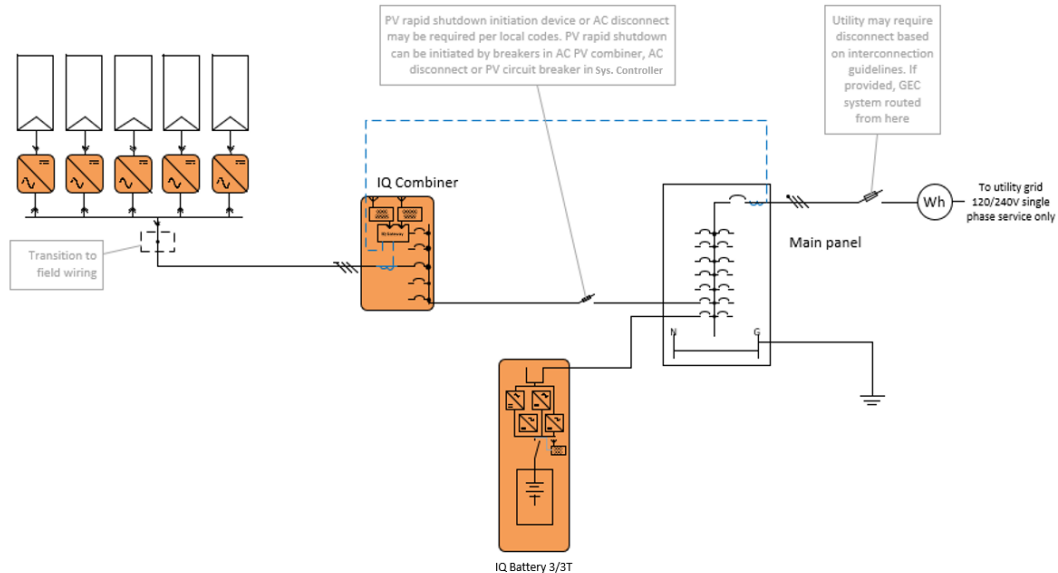 PV rapid shutdown initiation device or AC disconnect
may be required per local codes. PV rapid shutdown
can be initiated by breakers in AC PV combiner, AC
disconnect or PV circuit breaker in Sys. Controller
Utility may require
disconnect based
on interconnection
guidelines. If
provided, GEC
system routed
from here
IQ Combiner
IQ Gateway
Wh
To utility grid
120/240V single
phase service only
Main panel
Transition to
field wiring
N
G
IQ Battery 3/3T